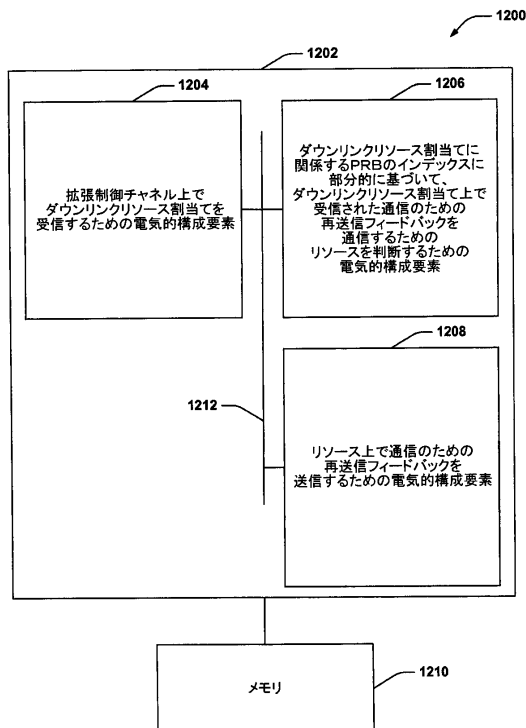 1200
1202
1204
拡張制御チャネル上で
ダウンリンクリソース割当てを
受信するための電気的構成要素
1206
ダウンリンクリソース割当てに
関係するPRBのインデックスに
部分的に基づいて、
ダウンリンクリソース割当て上で
受信された通信のための
再送信フィードバックを
通信するための
リソースを判断するための
電気的構成要素
1208
リソース上で通信のための
再送信フィードバックを
送信するための電気的構成要素
1212
メモリ
1210